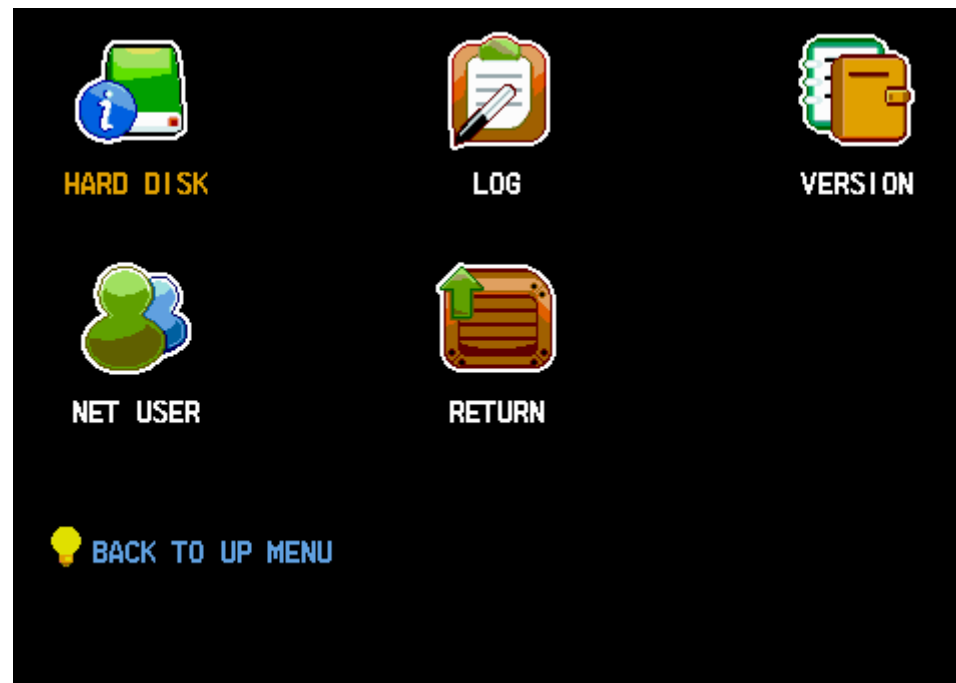 HARD DISK
LOG
VERSION
NET USER
RETURN
BACK TO UP MENU